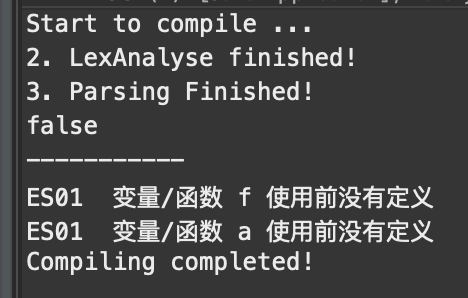 Start to compile ...
2. LexAnalyse finished!
3. Parsing Finished!
false
-----------
ES01  变量/函数 f 使用前没有定义
ES01  变量/函数 a 使用前没有定义
Compiling completed!